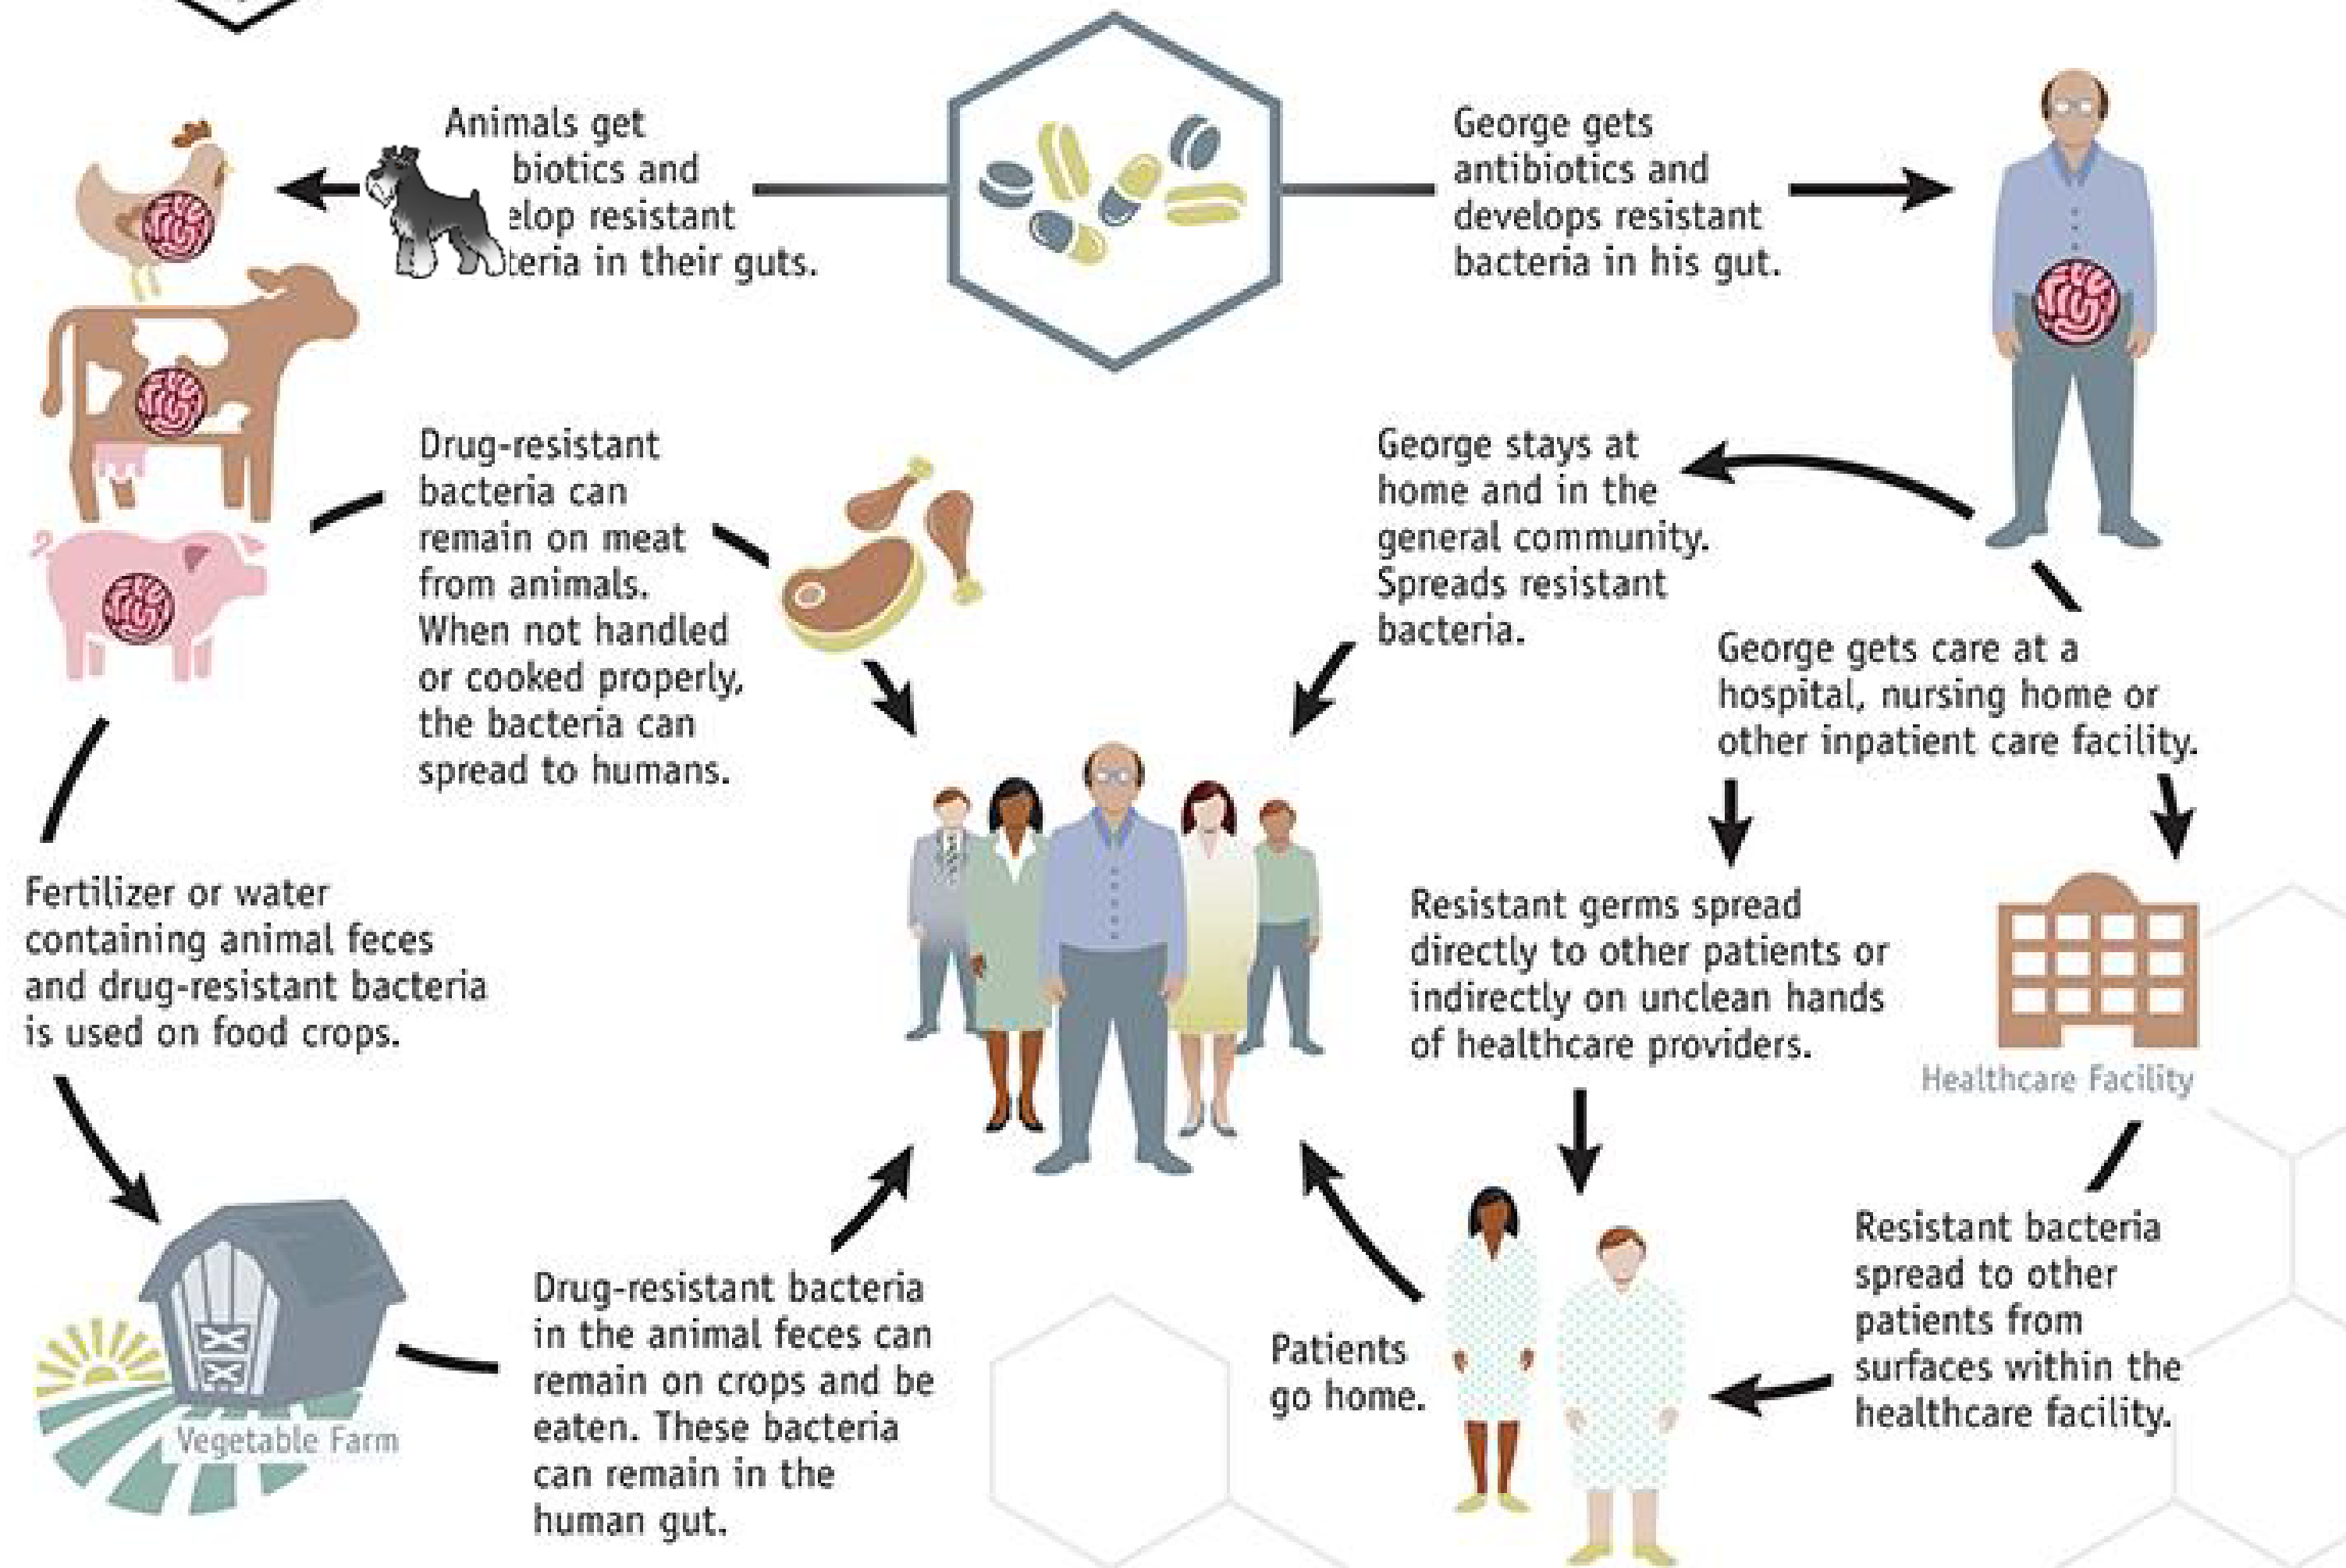 Animals get
biotics and
elop resistant
teria in their guts.
George gets
antibiotics and
develops resistant
bacteria in his gut.
Drug-resistant
bacteria can
remain on meat
from animals.
When not handled
or cooked properly,
the bacteria can
spread to humans.
George stays at
home and in the
general community.
Spreads resistant
bacteria.
George gets care at a
hospital, nursing home or
other inpatient care facility.
Fertilizer or water
containing animal feces
and drug-resistant bacteria
is used on food crops.
Resistant germs spread
directly to other patients or
indirectly on unclean hands
of healthcare providers.
Healthcare Facility
Vegetable Farm
Drug-resistant bacteria
in the animal feces can
remain on crops and be
eaten. These bacteria
can remain in the
human gut.
Patients
go home.
Resistant bacteria
spread to other
patients from
surfaces within the
healthcare facility.